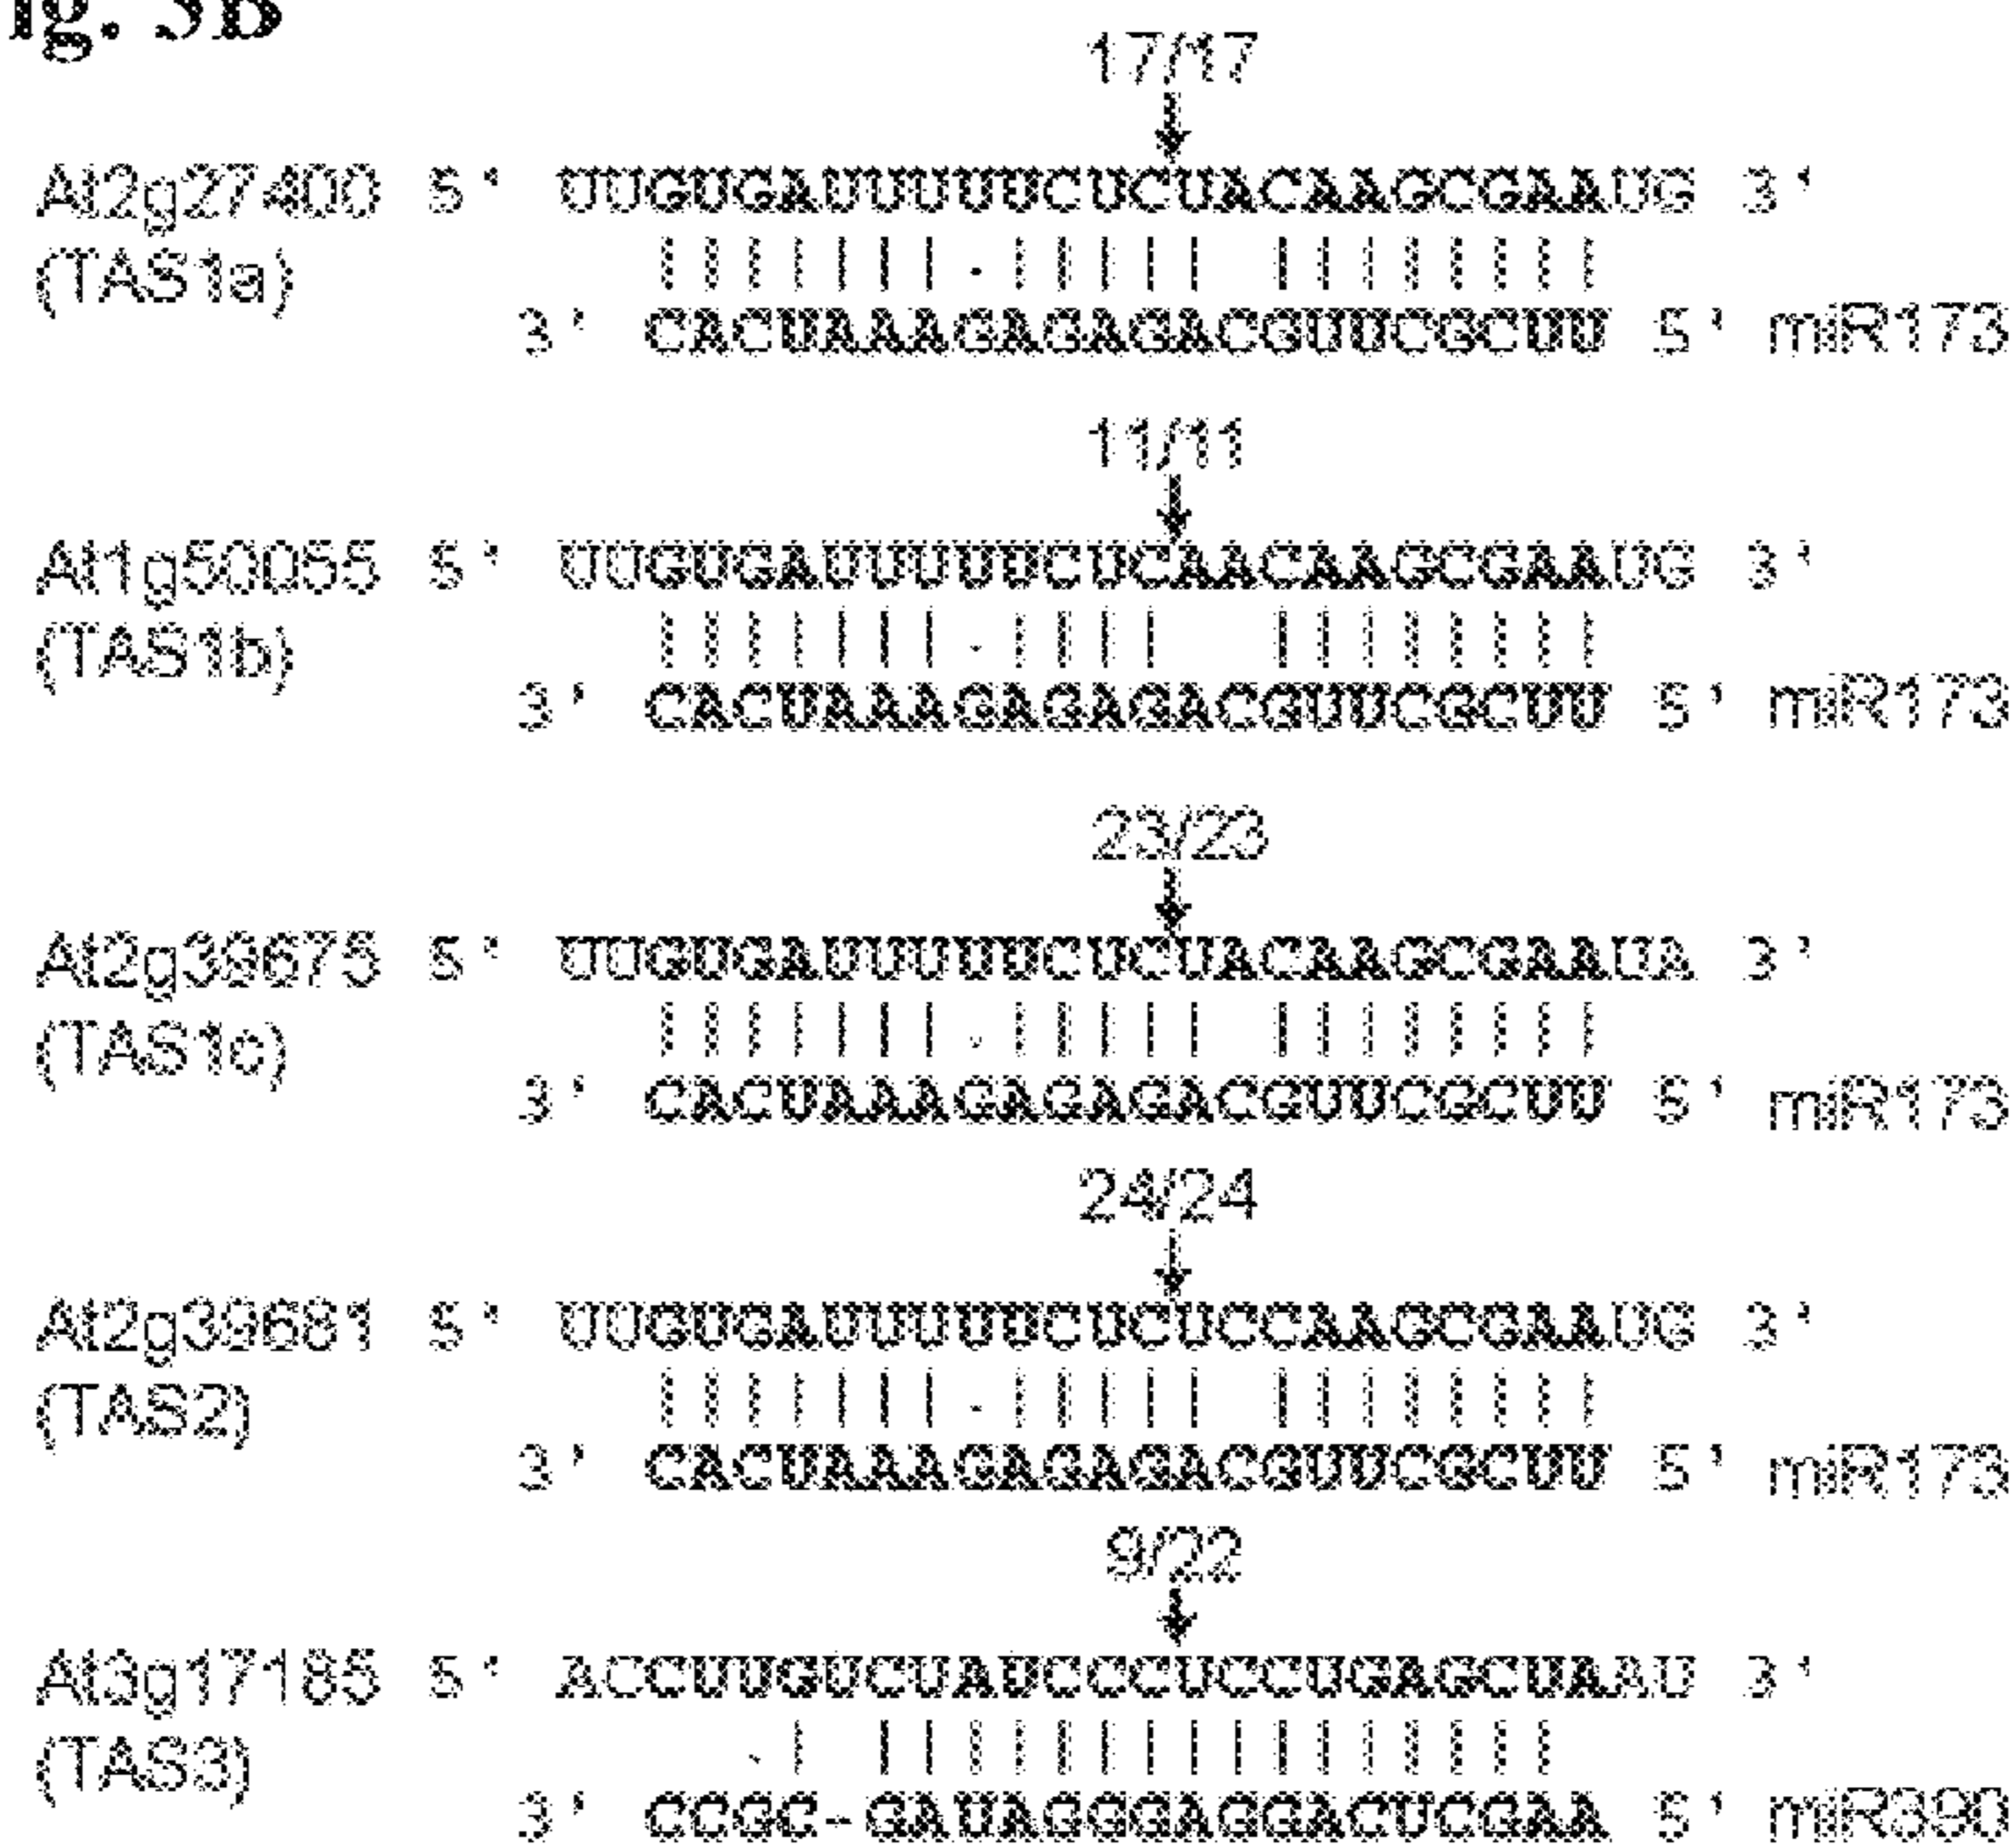 ig. 5B
17/17
At2g27400 5' UUGUGAUUUUUCUCUACAAGCGAAUG 3'
(TAS1a) |||||||.||||| ||||||||
3' CACUAAAGAGAGACGUUCGCUU 5' miR173
11/11
At1g50055 5' UUGUGAUUUUUCUCAACAAGCGAAUG 3'
(TAS1b) |||||||.|||| ||||||||
3' CACUAAAGAGAGACGUUCGCUU 5' miR173
23/23
At2g39675 5' UUGUGAUUUUUCUCUACAAGCGAAUA 3'
(TAS1c) |||||||.||||| ||||||||
3' CACUAAAGAGAGACGUUCGCUU 5' miR173
24/24
At2g39681 5' UUGUGAUUUUUCUCUCCAAGCGAAUG 3'
(TAS2) |||||||.||||| ||||||||
3' CACUAAAGAGAGACGUUCGCUU 5' miR173
9/22
At3g17185 5' ACCUUGUCUAUCCCUCCUGAGCUAAU 3'
(TAS3) .| ||||||||||||||||
3' CCGC-GAUAGGGAGGACUCGAA 5' miR390